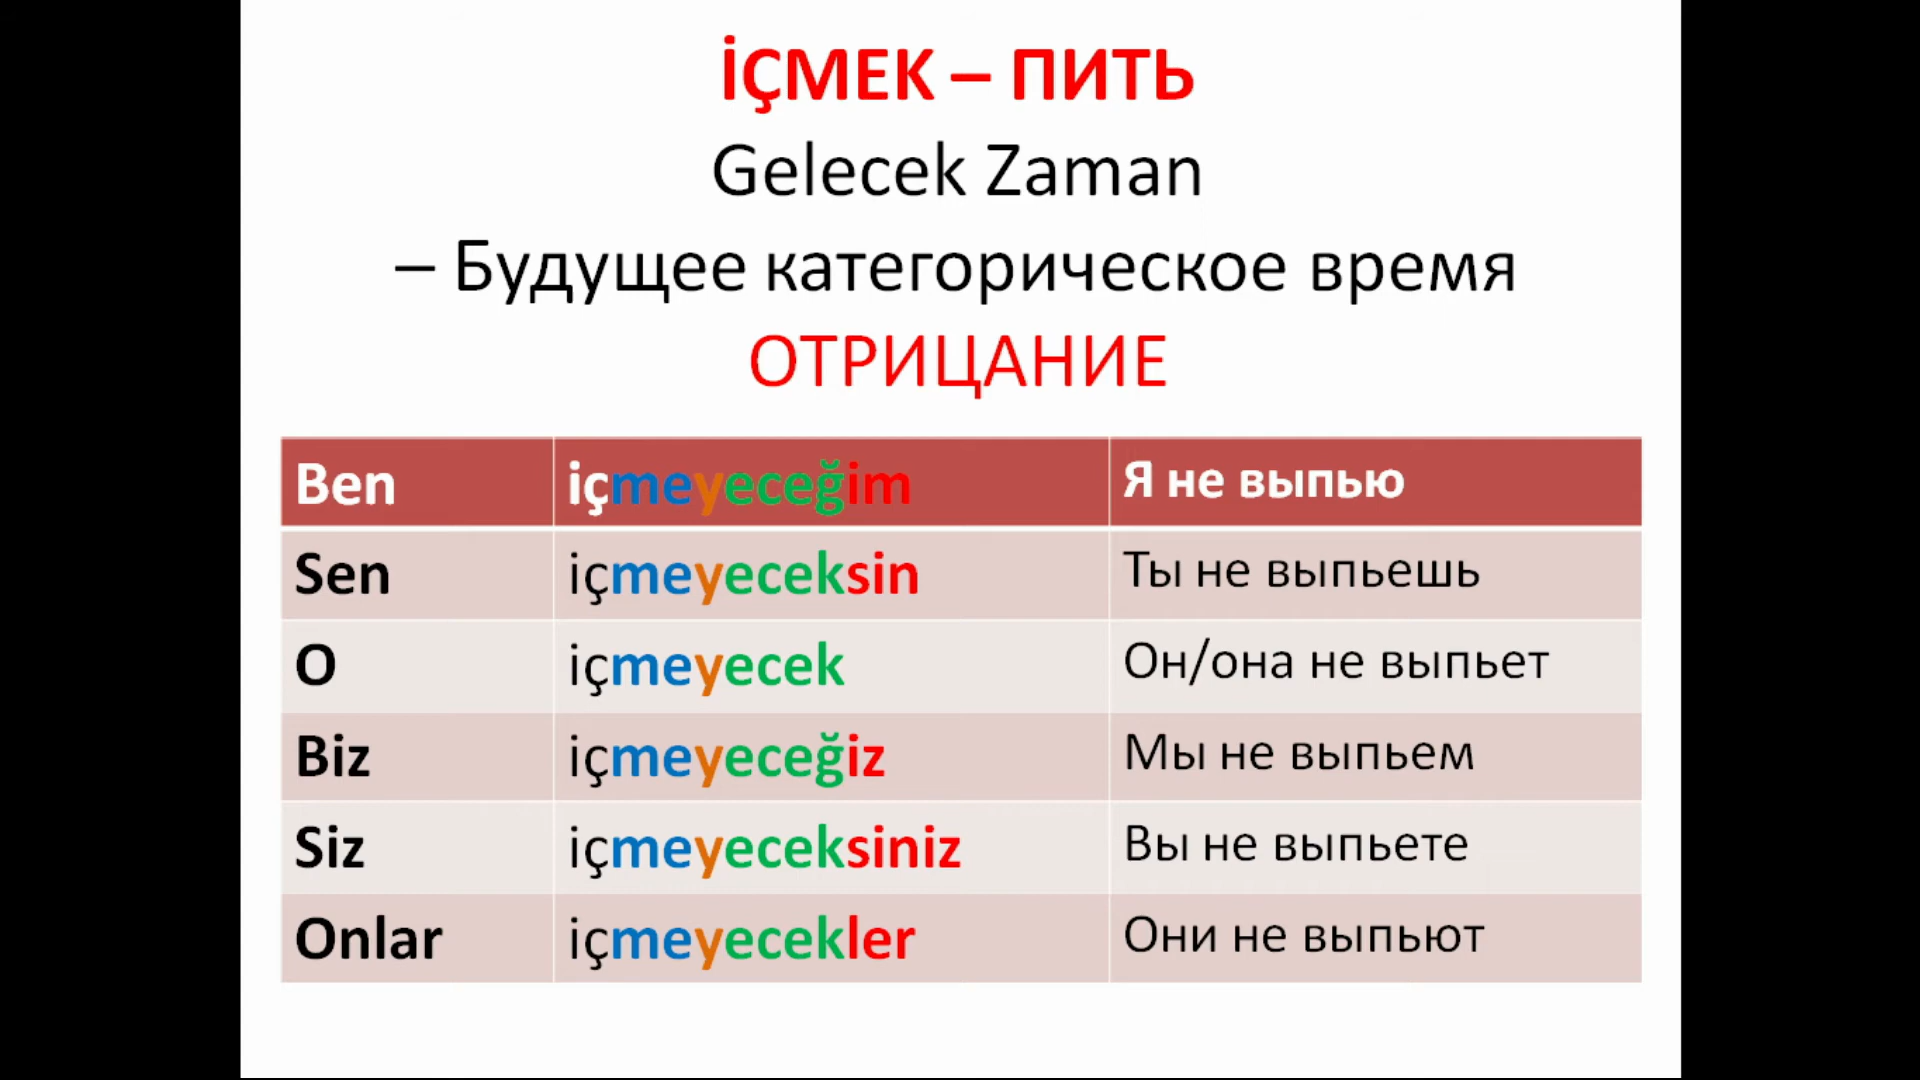 İÇMEK – ПИТЬ
Gelecek Zaman
– Будущее категорическое время
ОТРИЦАНИЕ
Ben içmeyeceğim Я не выпью
Sen içmeyeceksin Ты не выпьешь
O içmeyecek Он/она не выпьет
Biz içmeyeceğiz Мы не выпьем
Siz içmeyeceksiniz Вы не выпьете
Onlar içmeyecekler Они не выпьют